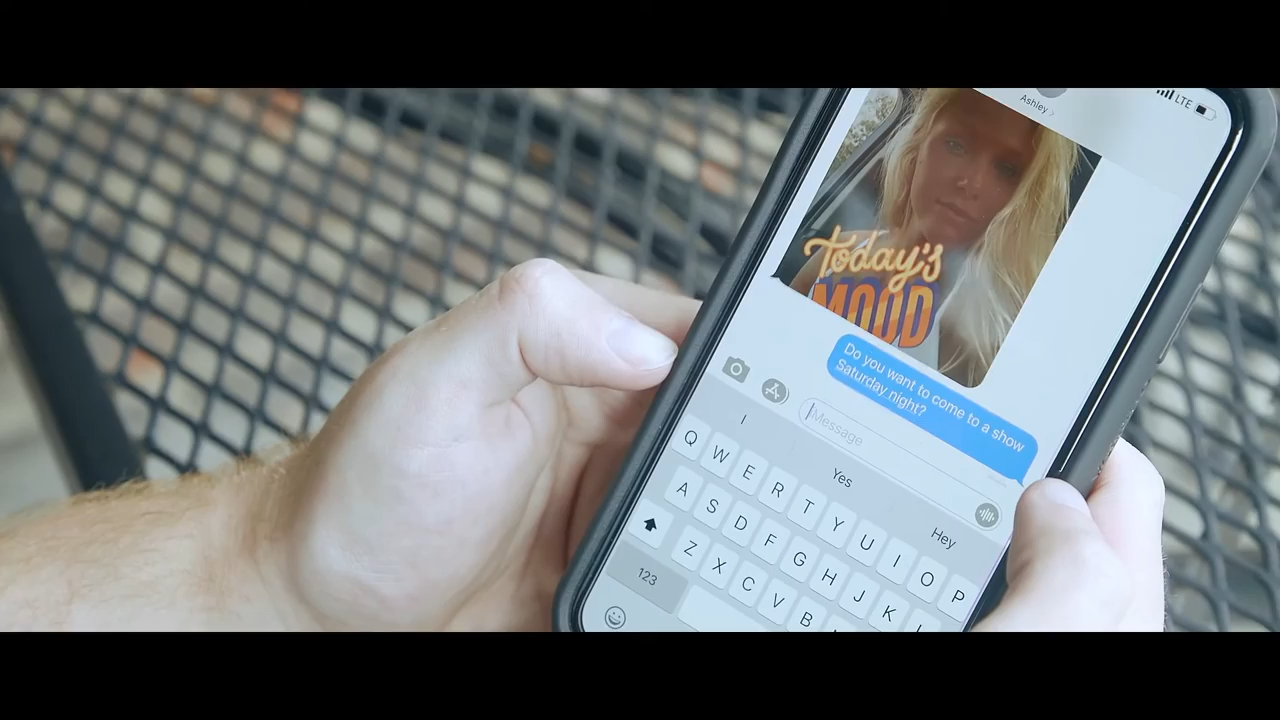 LTE
Ashley
Today's
MOOD
Do you want to come to a show
Saturday night?
Message
I
Yes
Hey
Q W E R T Y U I O P
A S D F G H J K
Z X C V B
123